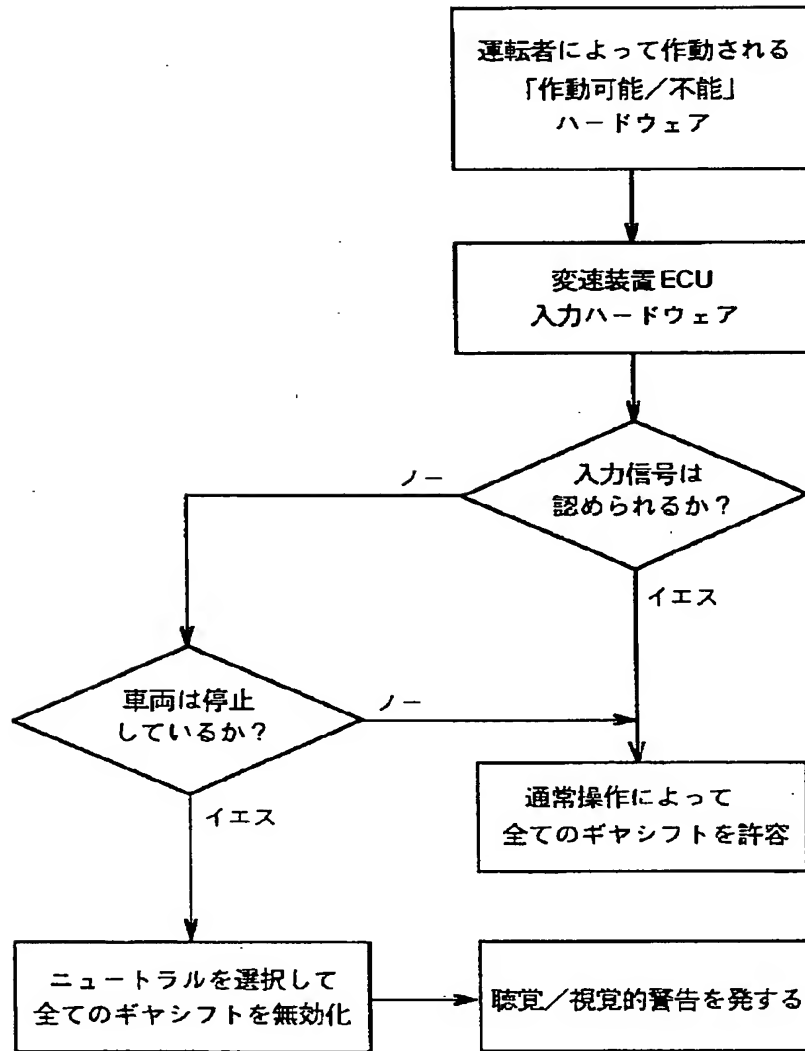 運転者によって作動される
「作動可能／不能」
ハードウェア
変速装置ECU
入力ハードウェア
入力信号は
認められるか？
ノー
イエス
車両は停止
しているか？
ノー
イエス
通常操作によって
全てのギヤシフトを許容
ニュートラルを選択して
全てのギヤシフトを無効化
聴覚／視覚的警告を発する